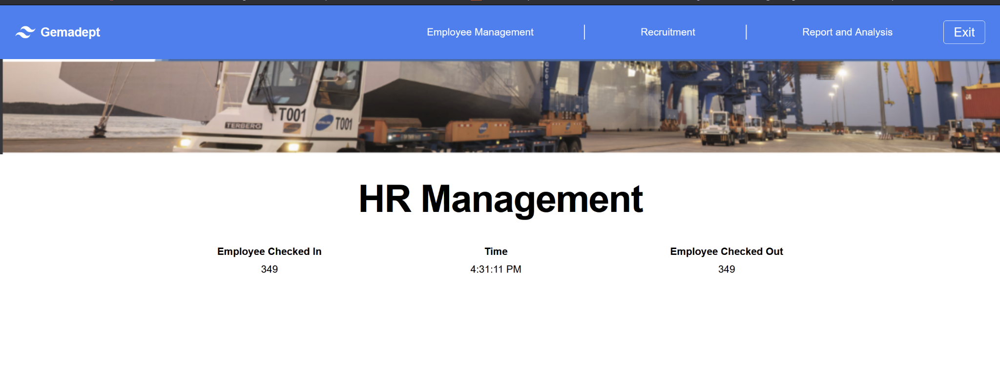 Gemadept
Employee Management
Recruitment
Report and Analysis
Exit
GC01
T001
T001
TERBERG
HR Management
Employee Checked In
Time
Employee Checked Out
349
4:31:11 PM
349